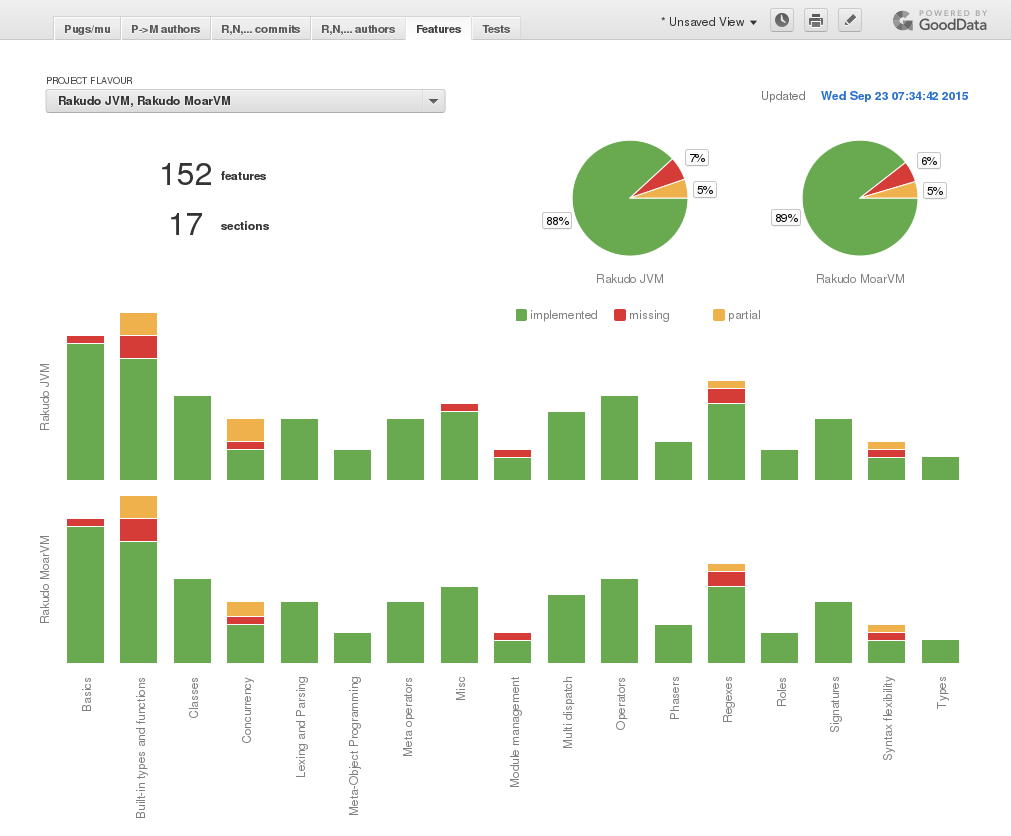 Pugs/mu P->M authors R,N,... commits R,N,... authors Features Tests * Unsaved View POWERED BY GoodData
PROJECT FLAVOUR
Rakudo JVM, Rakudo MoarVM
Updated Wed Sep 23 07:34:42 2015
152 features
17 sections
7%
5%
88%
Rakudo JVM
6%
5%
89%
Rakudo MoarVM
implemented missing partial
Rakudo JVM
Rakudo MoarVM
Basics
Built-in types and functions
Classes
Concurrency
Lexing and Parsing
Meta-Object Programming
Meta operators
Misc
Module management
Multi dispatch
Operators
Phasers
Regexes
Roles
Signatures
Syntax flexibility
Types